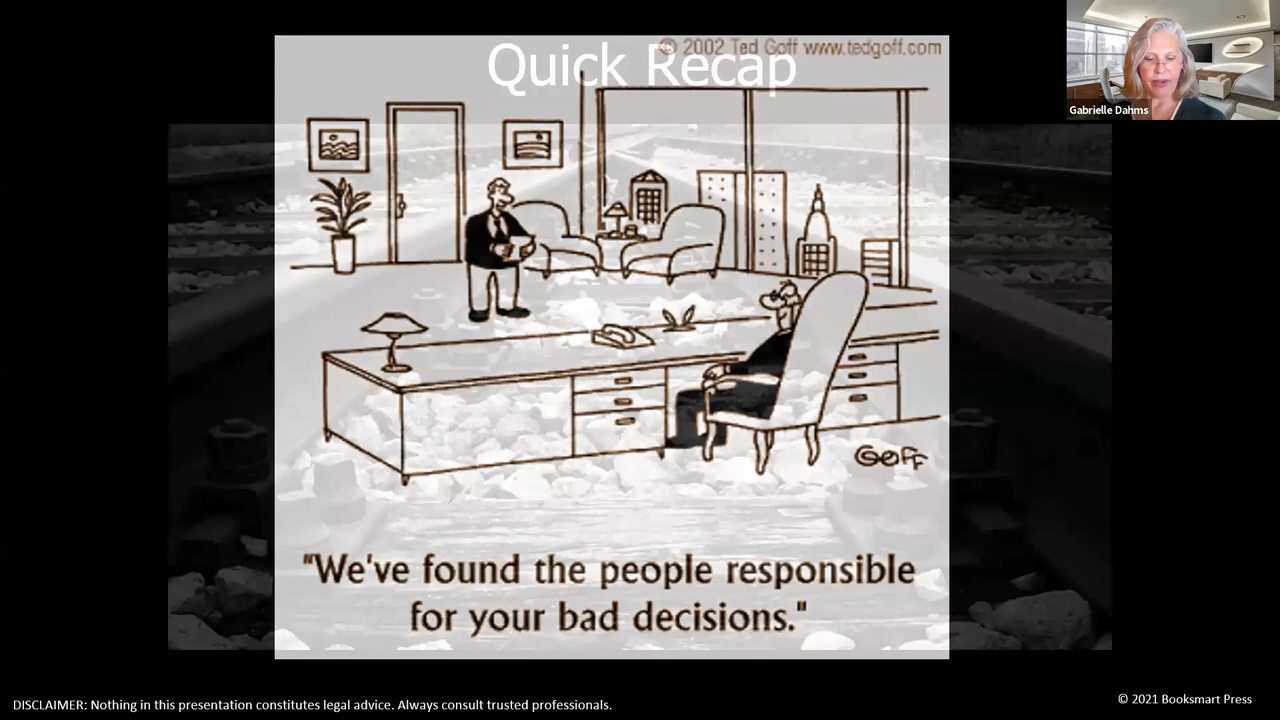 © 2002 Ted Goff www.tedgoff.com
Quick Recap
Gabrielle Dahms
GOFF
"We've found the people responsible
for your bad decisions."
DISCLAIMER: Nothing in this presentation constitutes legal advice. Always consult trusted professionals.
© 2021 Booksmart Press